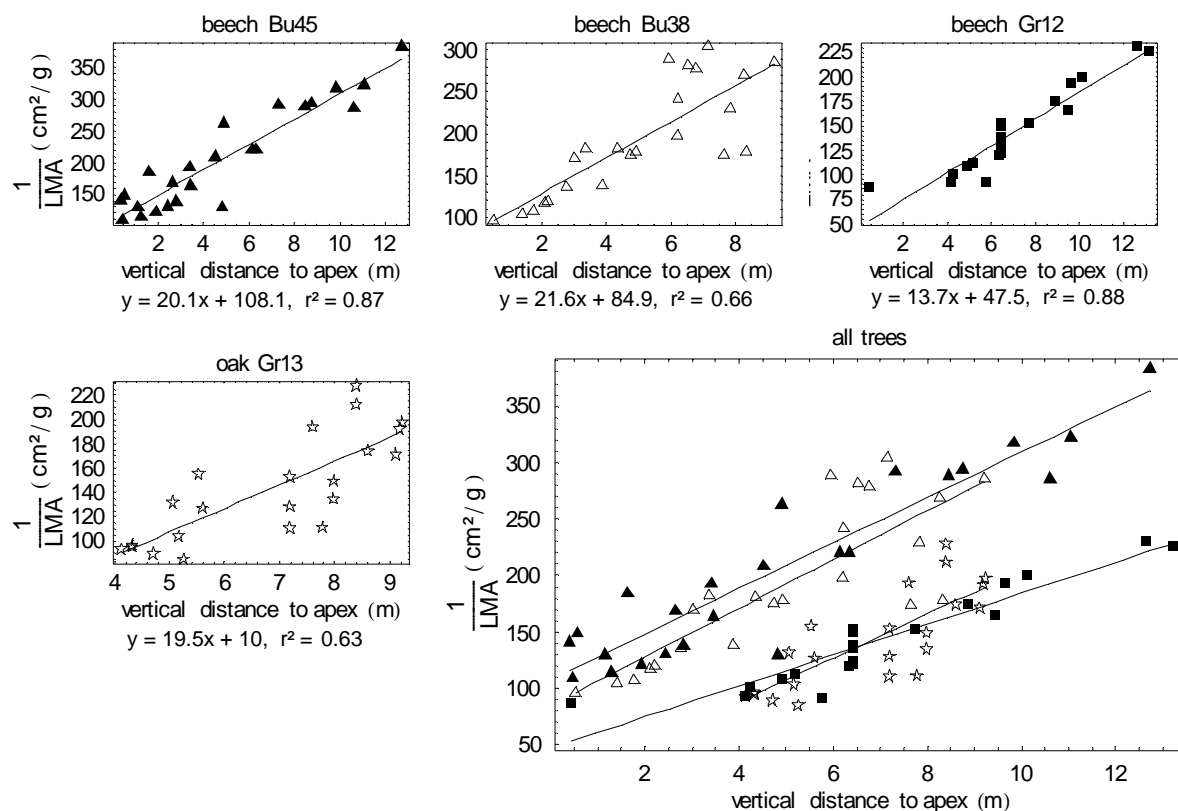 beech Bu45
1
LMA (cm²/g)
350
300
250
200
150
2 4 6 8 10 12
vertical distance to apex (m)
y = 20.1x + 108.1, r² = 0.87
beech Bu38
300
250
200
150
100
2 4 6 8
vertical distance to apex (m)
y = 21.6x + 84.9, r² = 0.66
beech Gr12
225
200
175
150
125
100
75
50
2 4 6 8 10 12
vertical distance to apex (m)
y = 13.7x + 47.5, r² = 0.88
oak Gr13
1
LMA (cm²/g)
220
200
180
160
140
120
100
4 5 6 7 8 9
vertical distance to apex (m)
y = 19.5x + 10, r² = 0.63
all trees
1
LMA (cm²/g)
350
300
250
200
150
100
50
2 4 6 8 10 12
vertical distance to apex (m)